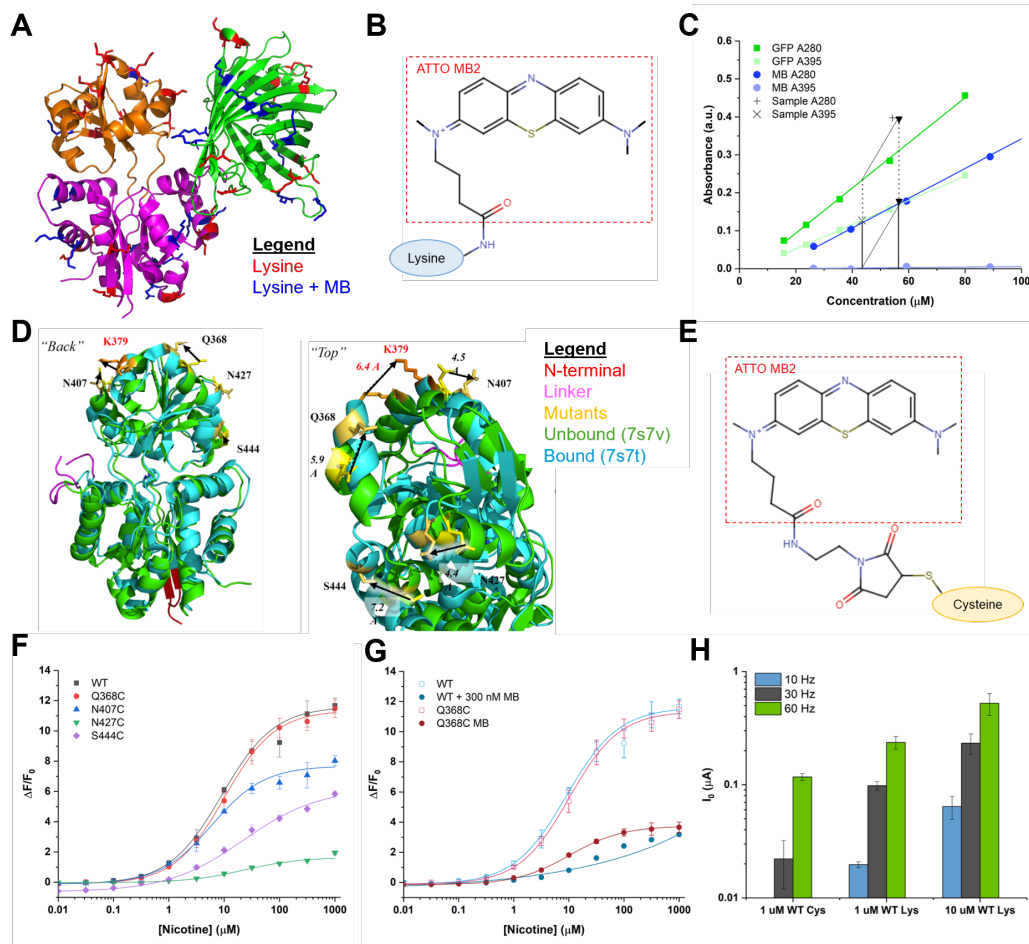 A
Legend
Lysine
Lysine + MB
B
ATTO MB2
N
N+
S
N
O
NH
Lysine
C
Absorbance (a.u.)
0.6
0.5
0.4
0.3
0.2
0.1
0.0
GFP A280
GFP A395
MB A280
MB A395
Sample A280
Sample A395
0 20 40 60 80 100
Concentration (µM)
D
"Back"
K379
Q368
N407
N427
S444
"Top"
K379
6.4 A
4.5
A
N407
Q368
5.9
A
S444
4.4
A
N427
7.2
A
Legend
N-terminal
Linker
Mutants
Unbound (7s7v)
Bound (7s7t)
E
ATTO MB2
N
N+
S
N
O
NH
O
N
O
S
Cysteine
F
ΔF/F0
14
12
10
8
6
4
2
0
WT
Q368C
N407C
N427C
S444C
0.01 0.1 1 10 100 1000
[Nicotine] (µM)
G
ΔF/F0
14
12
10
8
6
4
2
0
WT
WT + 300 nM MB
Q368C
Q368C MB
0.01 0.1 1 10 100 1000
[Nicotine] (µM)
H
I0 (µA)
1
0.1
0.01
10 Hz
30 Hz
60 Hz
1 uM WT Cys 1 uM WT Lys 10 uM WT Lys